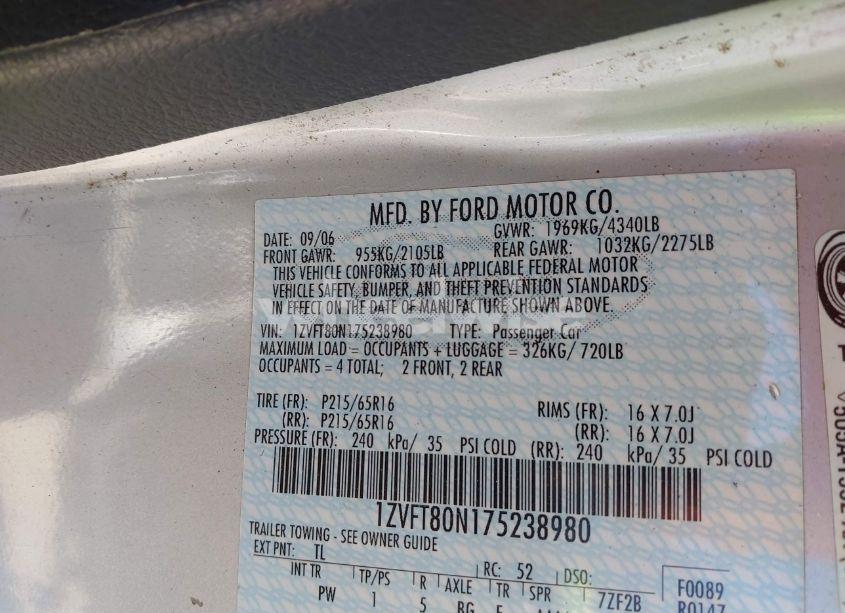 MFD. BY FORD MOTOR CO.
DATE: 09/06 GVWR: 1969KG/4340LB
FRONT GAWR: 955KG/2105LB REAR GAWR: 1032KG/2275LB
THIS VEHICLE CONFORMS TO ALL APPLICABLE FEDERAL MOTOR
VEHICLE SAFETY, BUMPER, AND THEFT PREVENTION STANDARDS
IN EFFECT ON THE DATE OF MANUFACTURE SHOWN ABOVE.
VIN: 1ZVFT80N175238980 TYPE: Passenger Car
MAXIMUM LOAD = OCCUPANTS + LUGGAGE = 326KG/720LB
OCCUPANTS = 4 TOTAL; 2 FRONT, 2 REAR
TIRE (FR): P215/65R16 RIMS (FR): 16 X 7.0J
(RR): P215/65R16 (RR): 16 X 7.0J
PRESSURE (FR): 240 kPa/ 35 PSI COLD (RR): 240 kPa/ 35 PSI COLD
1ZVFT80N175238980
TRAILER TOWING - SEE OWNER GUIDE
EXT PNT: TL RC: 52 DSO: F0089
INT TR TP/PS R AXLE TR SPR 7ZF2B R0147
PW 1 5 BG